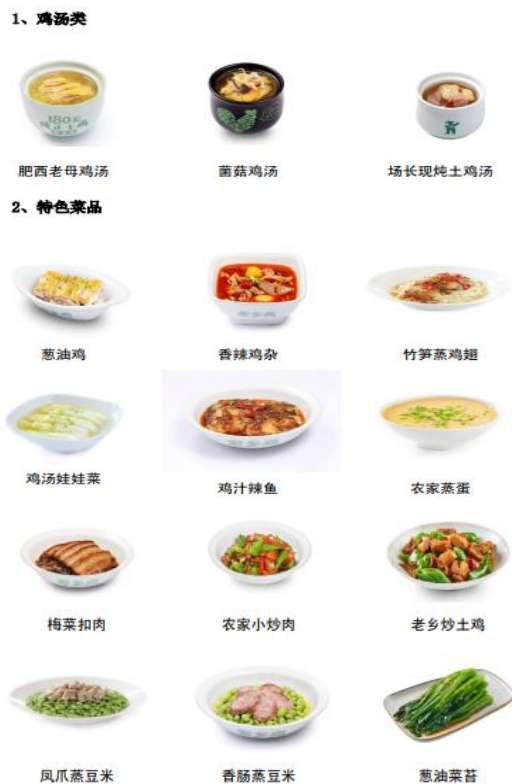 1、鸡汤类
180天
肥西老母鸡汤
菌菇鸡汤
场长现炖土鸡汤
2、特色菜品
葱油鸡
香辣鸡杂
竹笋蒸鸡翅
鸡汤娃娃菜
鸡汁辣鱼
农家蒸蛋
梅菜扣肉
农家小炒肉
老乡炒土鸡
凤爪蒸豆米
香肠蒸豆米
葱油菜苔